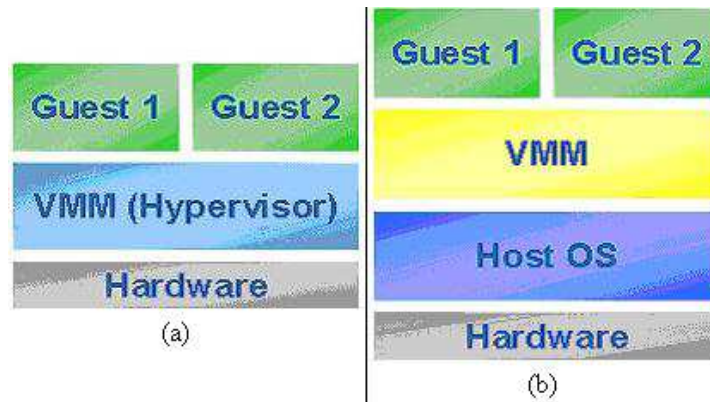 Guest 1
Guest 2
VMM (Hypervisor)
Hardware
(a)
Guest 1
Guest 2
VMM
Host OS
Hardware
(b)